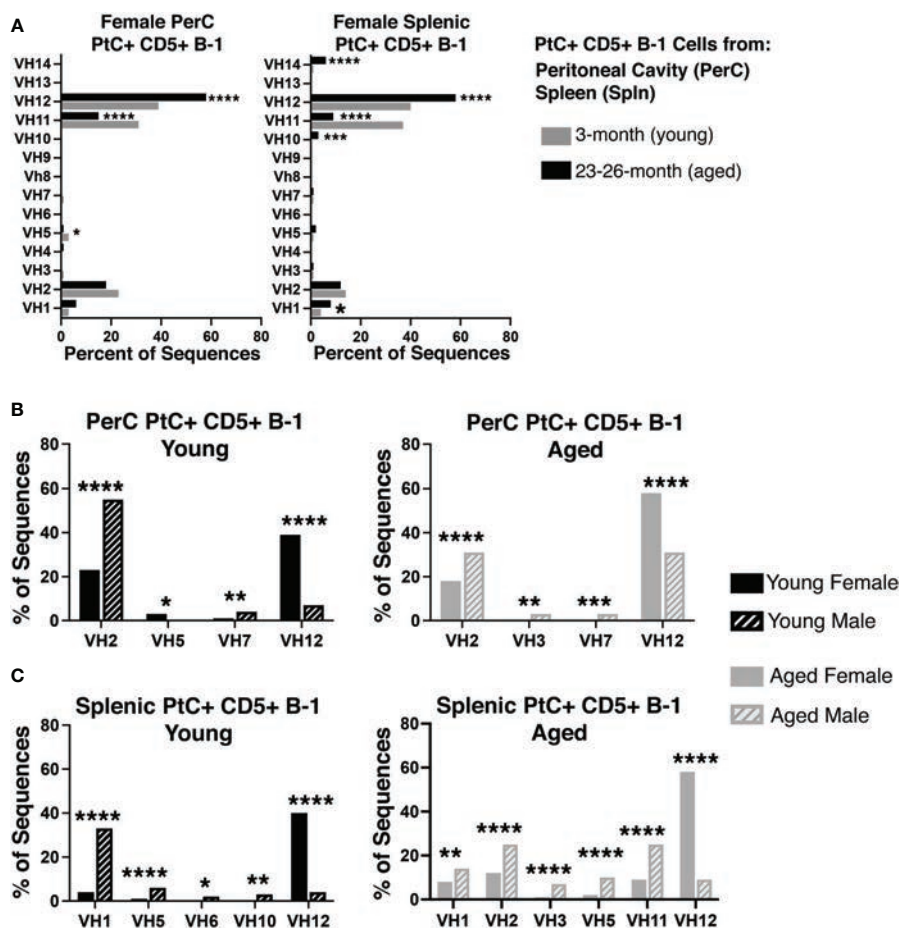 A
Female PerC
PtC+ CD5+ B-1
VH14
VH13
VH12
****
VH11
****
VH10
VH9
Vh8
VH7
VH6
VH5
*
VH4
VH3
VH2
VH1
0 20 40 60 80
Percent of Sequences
Female Splenic
PtC+ CD5+ B-1
VH14
****
VH13
VH12
****
VH11
****
VH10
***
VH9
Vh8
VH7
VH6
VH5
VH4
VH3
VH2
VH1
*
0 20 40 60 80
Percent of Sequences
PtC+ CD5+ B-1 Cells from:
Peritoneal Cavity (PerC)
Spleen (Spln)
3-month (young)
23-26-month (aged)
B
PerC PtC+ CD5+ B-1
Young
% of Sequences
80
60
40
20
0
**** * ** ****
VH2 VH5 VH7 VH12
PerC PtC+ CD5+ B-1
Aged
% of Sequences
80
60
40
20
0
**** ** *** ****
VH2 VH3 VH7 VH12
Young Female
Young Male
Aged Female
Aged Male
C
Splenic PtC+ CD5+ B-1
Young
% of Sequences
80
60
40
20
0
**** **** * ** ****
VH1 VH5 VH6 VH10 VH12
Splenic PtC+ CD5+ B-1
Aged
% of Sequences
80
60
40
20
0
** **** **** **** **** ****
VH1 VH2 VH3 VH5 VH11 VH12